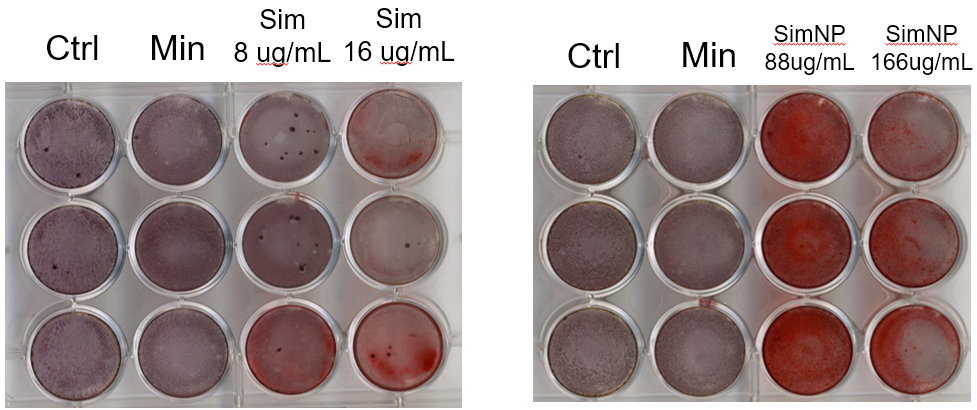 Ctrl
Min
Sim
8 ug/mL
Sim
16 ug/mL
Ctrl
Min
SimNP
88ug/mL
SimNP
166ug/mL